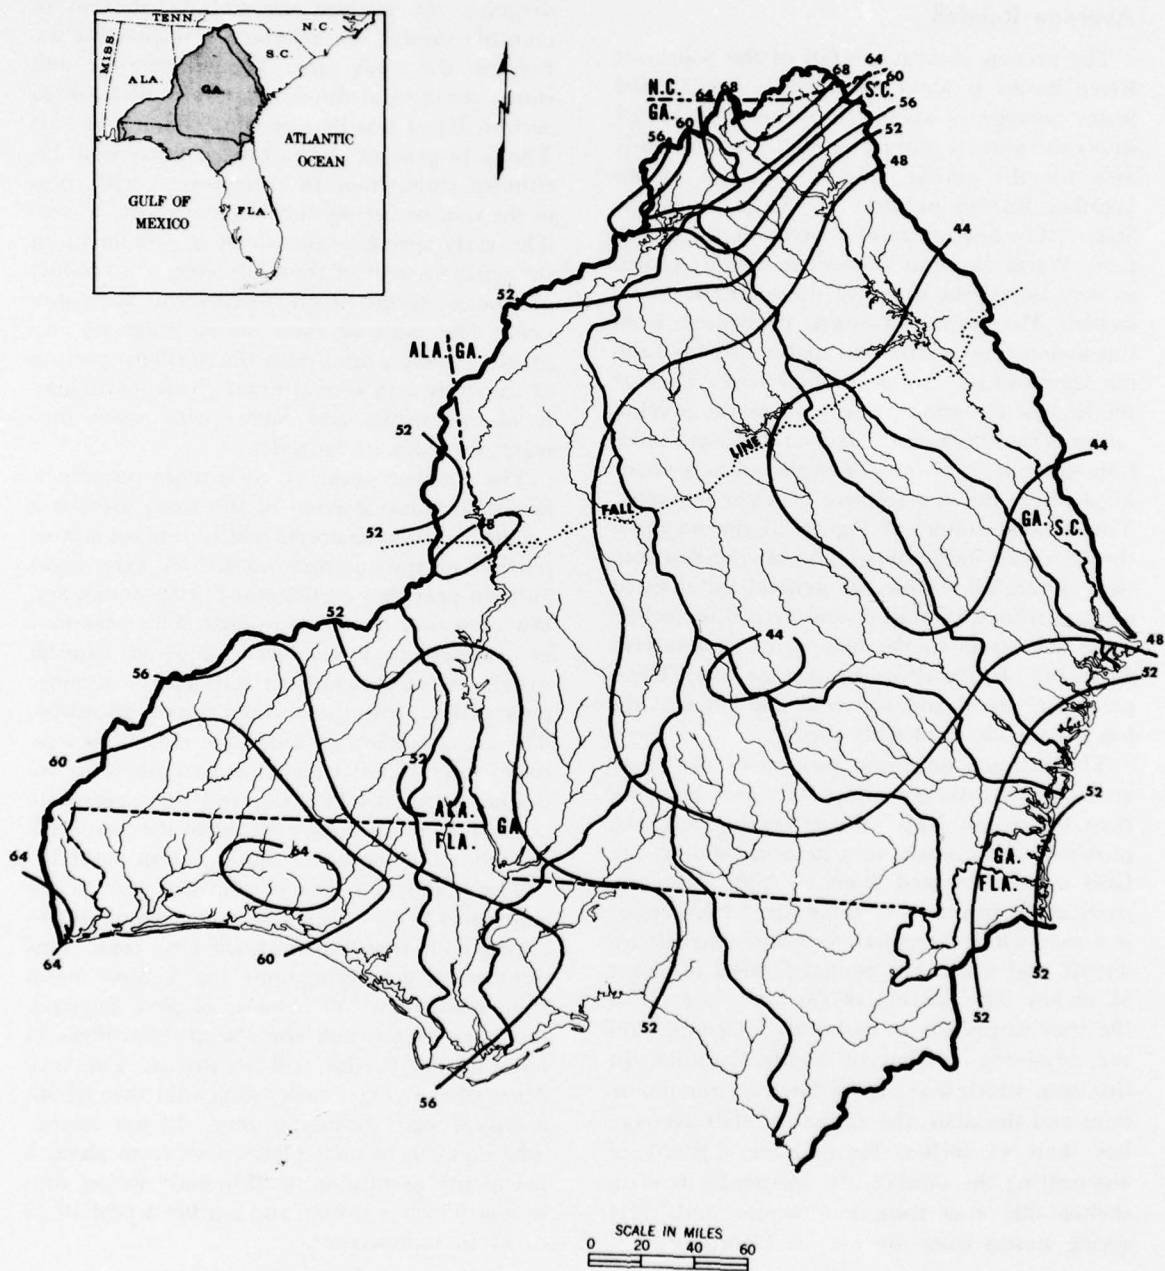 TENN.
N.C.
MISS.
ALA.
GA.
S.C.
ATLANTIC
OCEAN
GULF OF
MEXICO
FLA.
N.C.
GA.
S.C.
64
68
60
56
68
64
60
56
52
48
44
52
ALA.
GA.
52
52
48
FALL
LINE
44
GA.
S.C.
44
48
52
52
56
60
52
ALA.
FLA.
GA.
64
64
64
60
56
52
GA.
FLA.
52
52
52
SCALE IN MILES
0 20 40 60